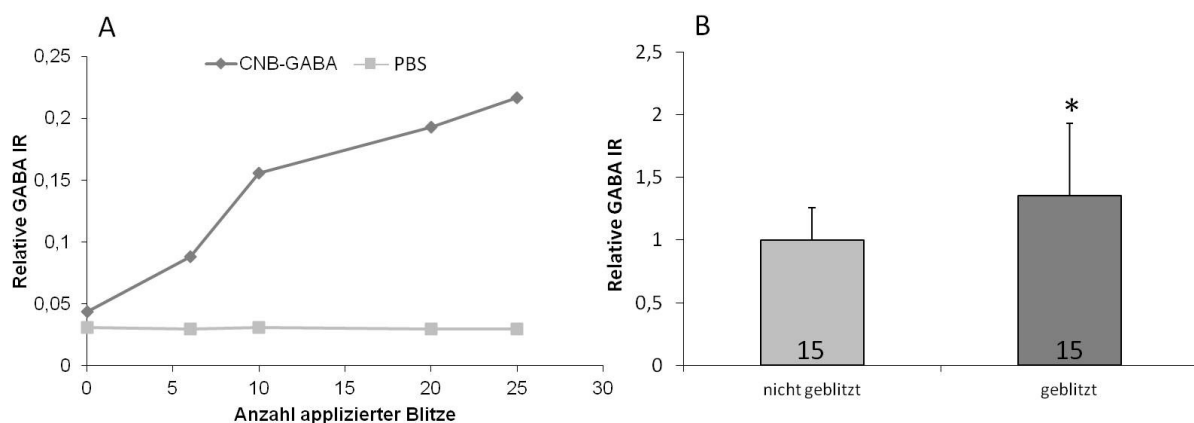 A
CNB-GABA
PBS
Relative GABA IR
0,25
0,2
0,15
0,1
0,05
0
0 5 10 15 20 25 30
Anzahl applizierter Blitze
B
*
Relative GABA IR
2,5
2
1,5
1
0,5
0
15 15
nicht geblitzt geblitzt